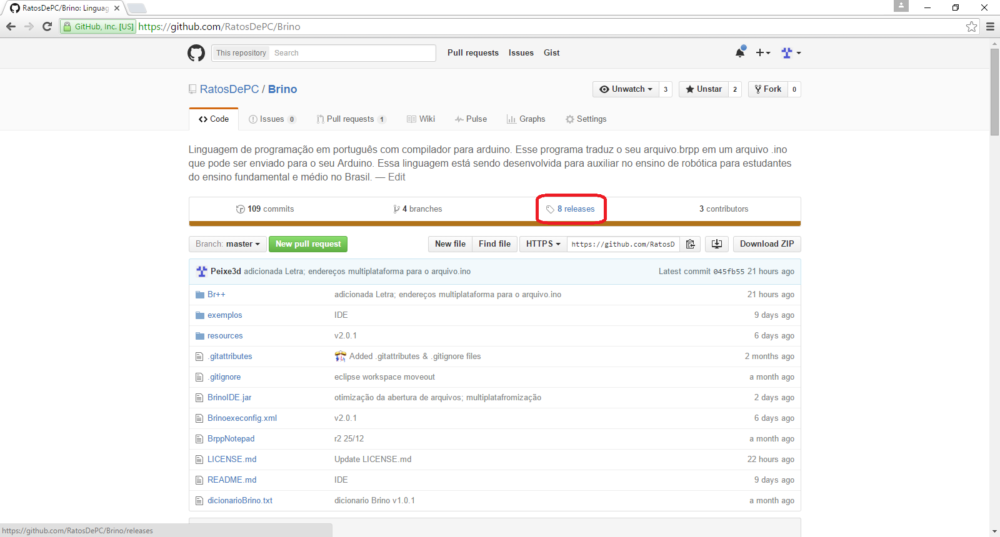 RatosDePC/Brino: Linguag
GitHub, Inc. [US] https://github.com/RatosDePC/Brino
This repository Search Pull requests Issues Gist
RatosDePC / Brino Unwatch 3 Unstar 2 Fork 0
Code Issues 0 Pull requests 1 Wiki Pulse Graphs Settings
Linguagem de programação em português com compilador para arduino. Esse programa traduz o seu arquivo.brpp em um arquivo .ino
que pode ser enviado para o seu Arduino. Essa linguagem está sendo desenvolvida para auxiliar no ensino de robótica para estudantes
do ensino fundamental e médio no Brasil. — Edit
109 commits 4 branches 8 releases 3 contributors
Branch: master New pull request New file Find file HTTPS https://github.com/RatosD Download ZIP
Peixe3d adicionada Letra; endereços multiplataforma para o arquivo.ino Latest commit 045fb55 21 hours ago
Br++ adicionada Letra; endereços multiplataforma para o arquivo.ino 21 hours ago
exemplos IDE 9 days ago
resources v2.0.1 6 days ago
.gitattributes Added .gitattributes & .gitignore files 2 months ago
.gitignore eclipse workspace moveout a month ago
BrinoIDE.jar otimização da abertura de arquivos; multiplatafromização 2 days ago
Brinoexeconfig.xml v2.0.1 6 days ago
BrppNotepad r2 25/12 a month ago
LICENSE.md Update LICENSE.md 22 hours ago
README.md IDE 9 days ago
dicionarioBrino.txt dicionario Brino v1.0.1 a month ago
https://github.com/RatosDePC/Brino/releases